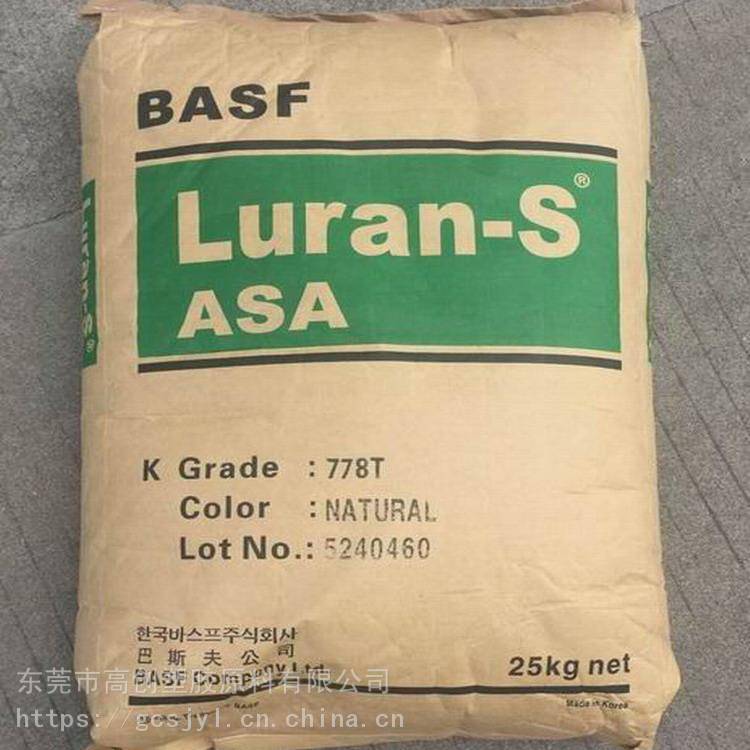 BASF
Luran-S®
ASA
Luran-S®
K Grade : 778T
Color : NATURAL
Lot No.: 5240460
한국바스프주식회사
巴斯夫公司
BASF Company Ltd.
25kg net
Made in Korea
东莞市高创塑胶原料有限公司
https://gcsjyl.cn.china.cn